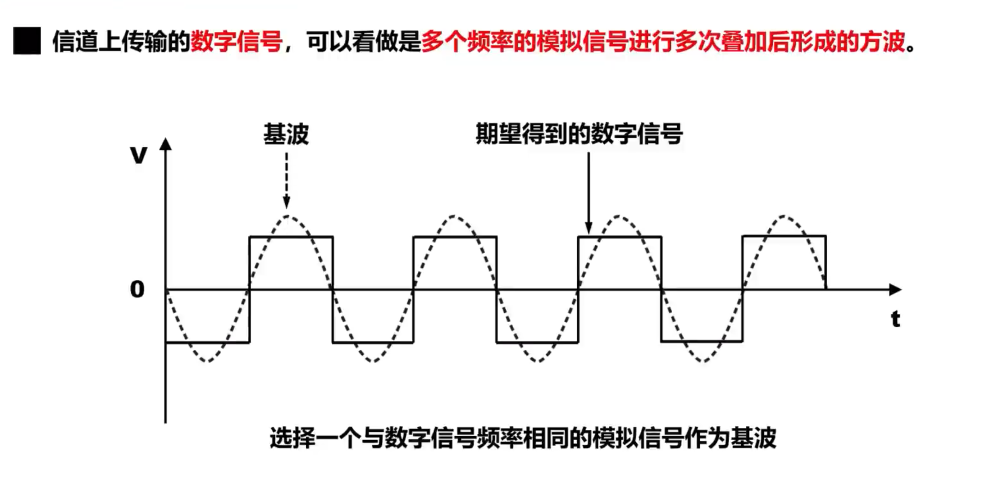 信道上传输的数字信号，可以看做是多个频率的模拟信号进行多次叠加后形成的方波。
基波
期望得到的数字信号
V
0
t
选择一个与数字信号频率相同的模拟信号作为基波